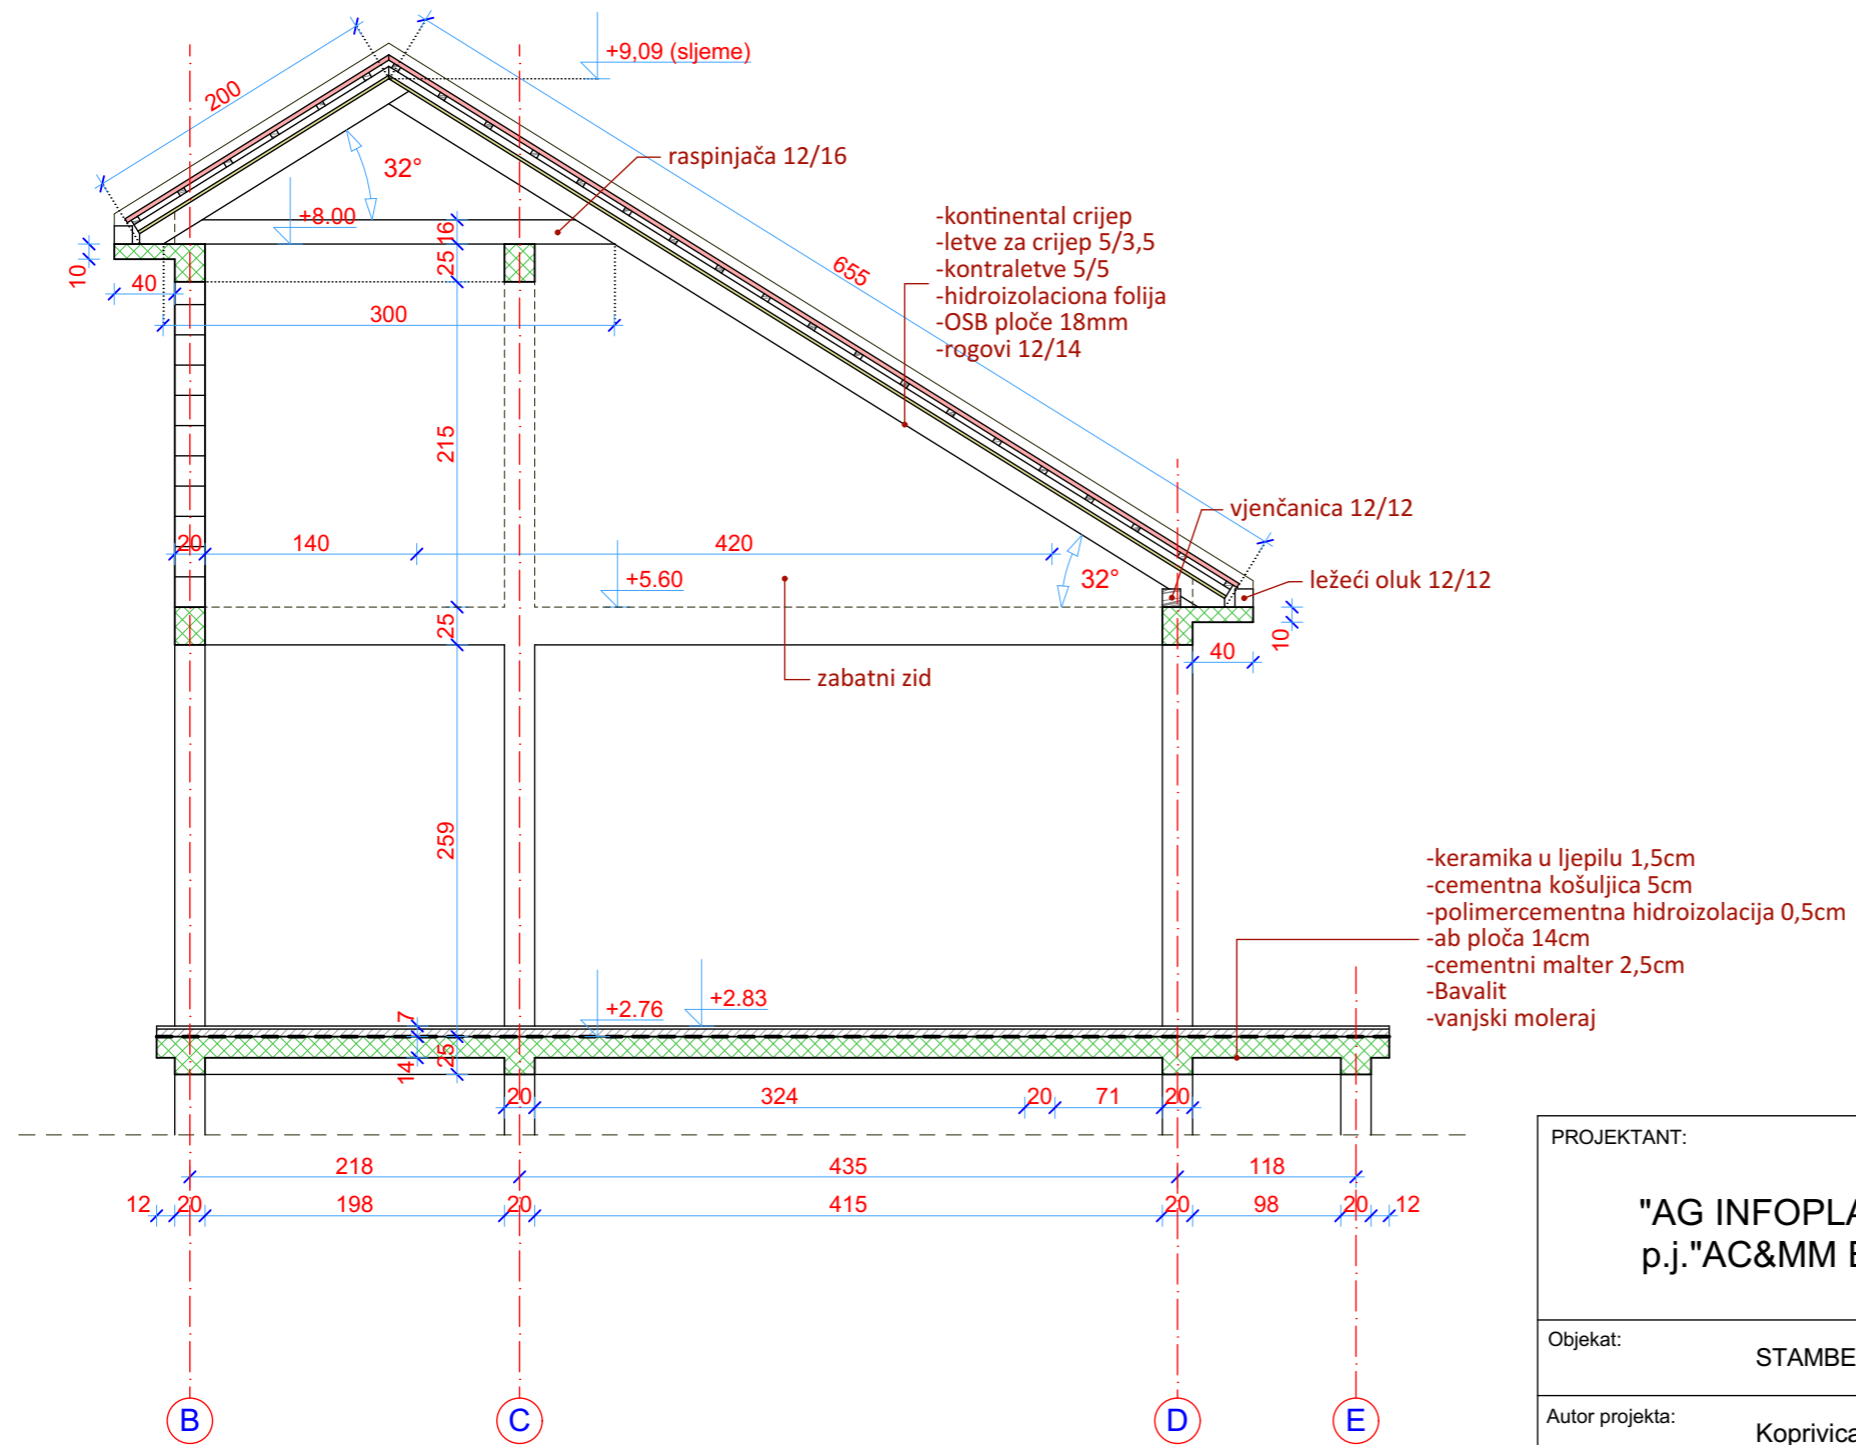 +9,09 (sljeme)
200
32°
raspinjača 12/16
+8.00
16
25
10
40
300
655
-kontinental crijep
-letve za crijep 5/3,5
-kontraletve 5/5
-hidroizolaciona folija
-OSB ploče 18mm
-rogovi 12/14
215
vjenčanica 12/12
20
140
420
+5.60
32°
ležeći oluk 12/12
25
10
40
zabatni zid
259
-keramika u ljepilu 1,5cm
-cementna košuljica 5cm
-polimercementna hidroizolacija 0,5cm
-ab ploča 14cm
-cementni malter 2,5cm
-Bavalit
-vanjski moleraj
7
+2.76
+2.83
14
25
20
324
20
71
20
218
435
118
12
20
198
20
415
20
98
20
12
B
C
D
E
PROJEKTANT:
"AG INFOPLA
p.j."AC&MM
Objekat:
STAMBE
Autor projekta:
Koprivica